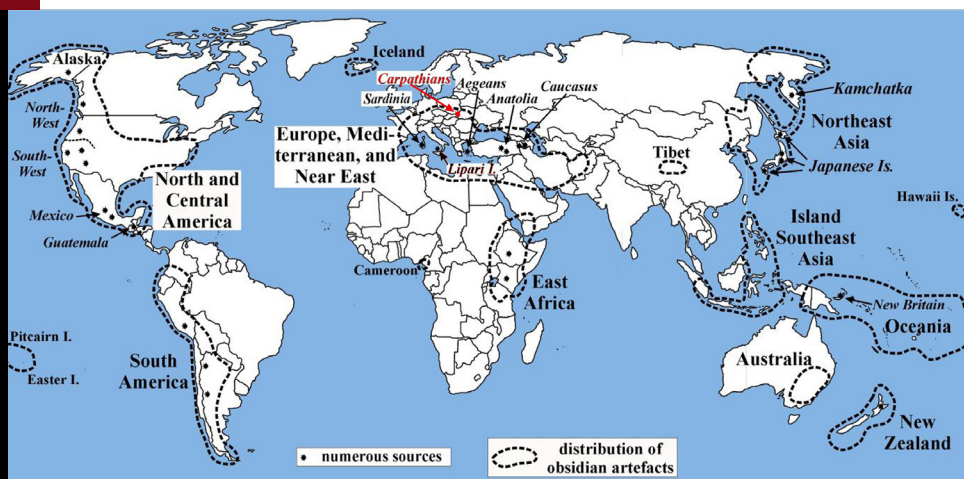 Alaska
North-
West
South-
West
North and
Central
America
Mexico
Guatemala
Pitcairn I.
Easter I.
South
America
Iceland
Carpathians
Sardinia
Aegeans
Anatolia
Caucasus
Europe, Medi-
terranean, and
Near East
Lipari I.
Cameroon
East
Africa
Tibet
Kamchatka
Northeast
Asia
Japanese Is.
Hawaii Is.
Island
Southeast
Asia
New Britain
Oceania
Australia
New
Zealand
numerous sources
distribution of
obsidian artefacts